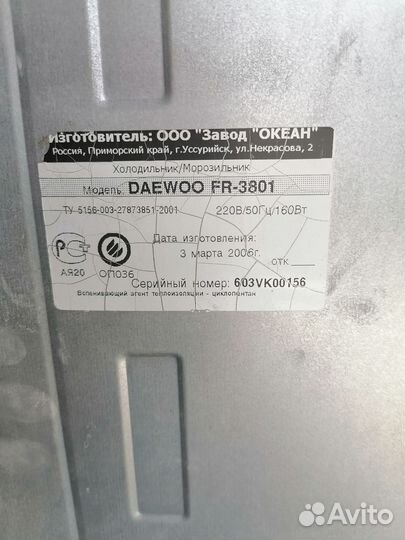 изготовитель: ООО "Завод "ОКЕАН"
Россия, Приморский край, г.Уссурийск, ул.Некрасова, 2
Холодильник/Морозильник
Модель: DAEWOO FR-3801
ТУ 5156-003-27873851-2001 220В/50Гц/160Вт
Дата изготовления:
3 марта 2006г. отк
АЯ20 ОП036
Серийный номер: 603VK00156
Вспенивающий агент теплоизоляции - циклопентан
Avito